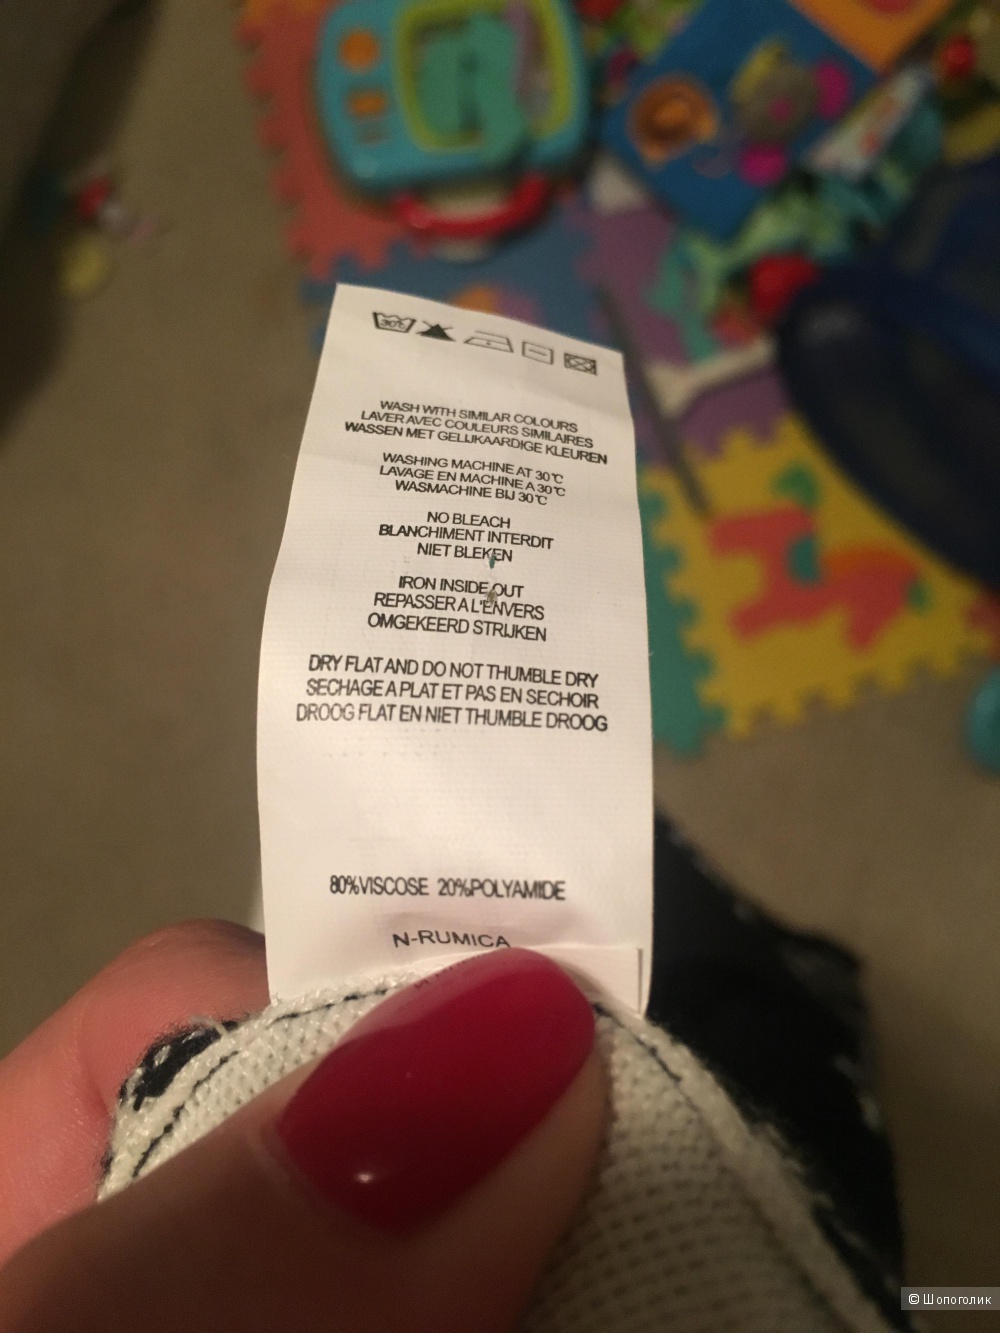 30°C
WASH WITH SIMILAR COLOURS
LAVER AVEC COULEURS SIMILAIRES
WASSEN MET GELIJKAARDIGE KLEUREN
WASHING MACHINE AT 30℃
LAVAGE EN MACHINE A 30℃
WASMACHINE BIJ 30℃
NO BLEACH
BLANCHIMENT INTERDIT
NIET BLEKEN
IRON INSIDE OUT
REPASSER A L'ENVERS
OMGEKEERD STRIJKEN
DRY FLAT AND DO NOT THUMBLE DRY
SECHAGE A PLAT ET PAS EN SECHOIR
DROOG FLAT EN NIET THUMBLE DROOG
80%VISCOSE 20%POLYAMIDE
N-RUMICA
© Шопоголик